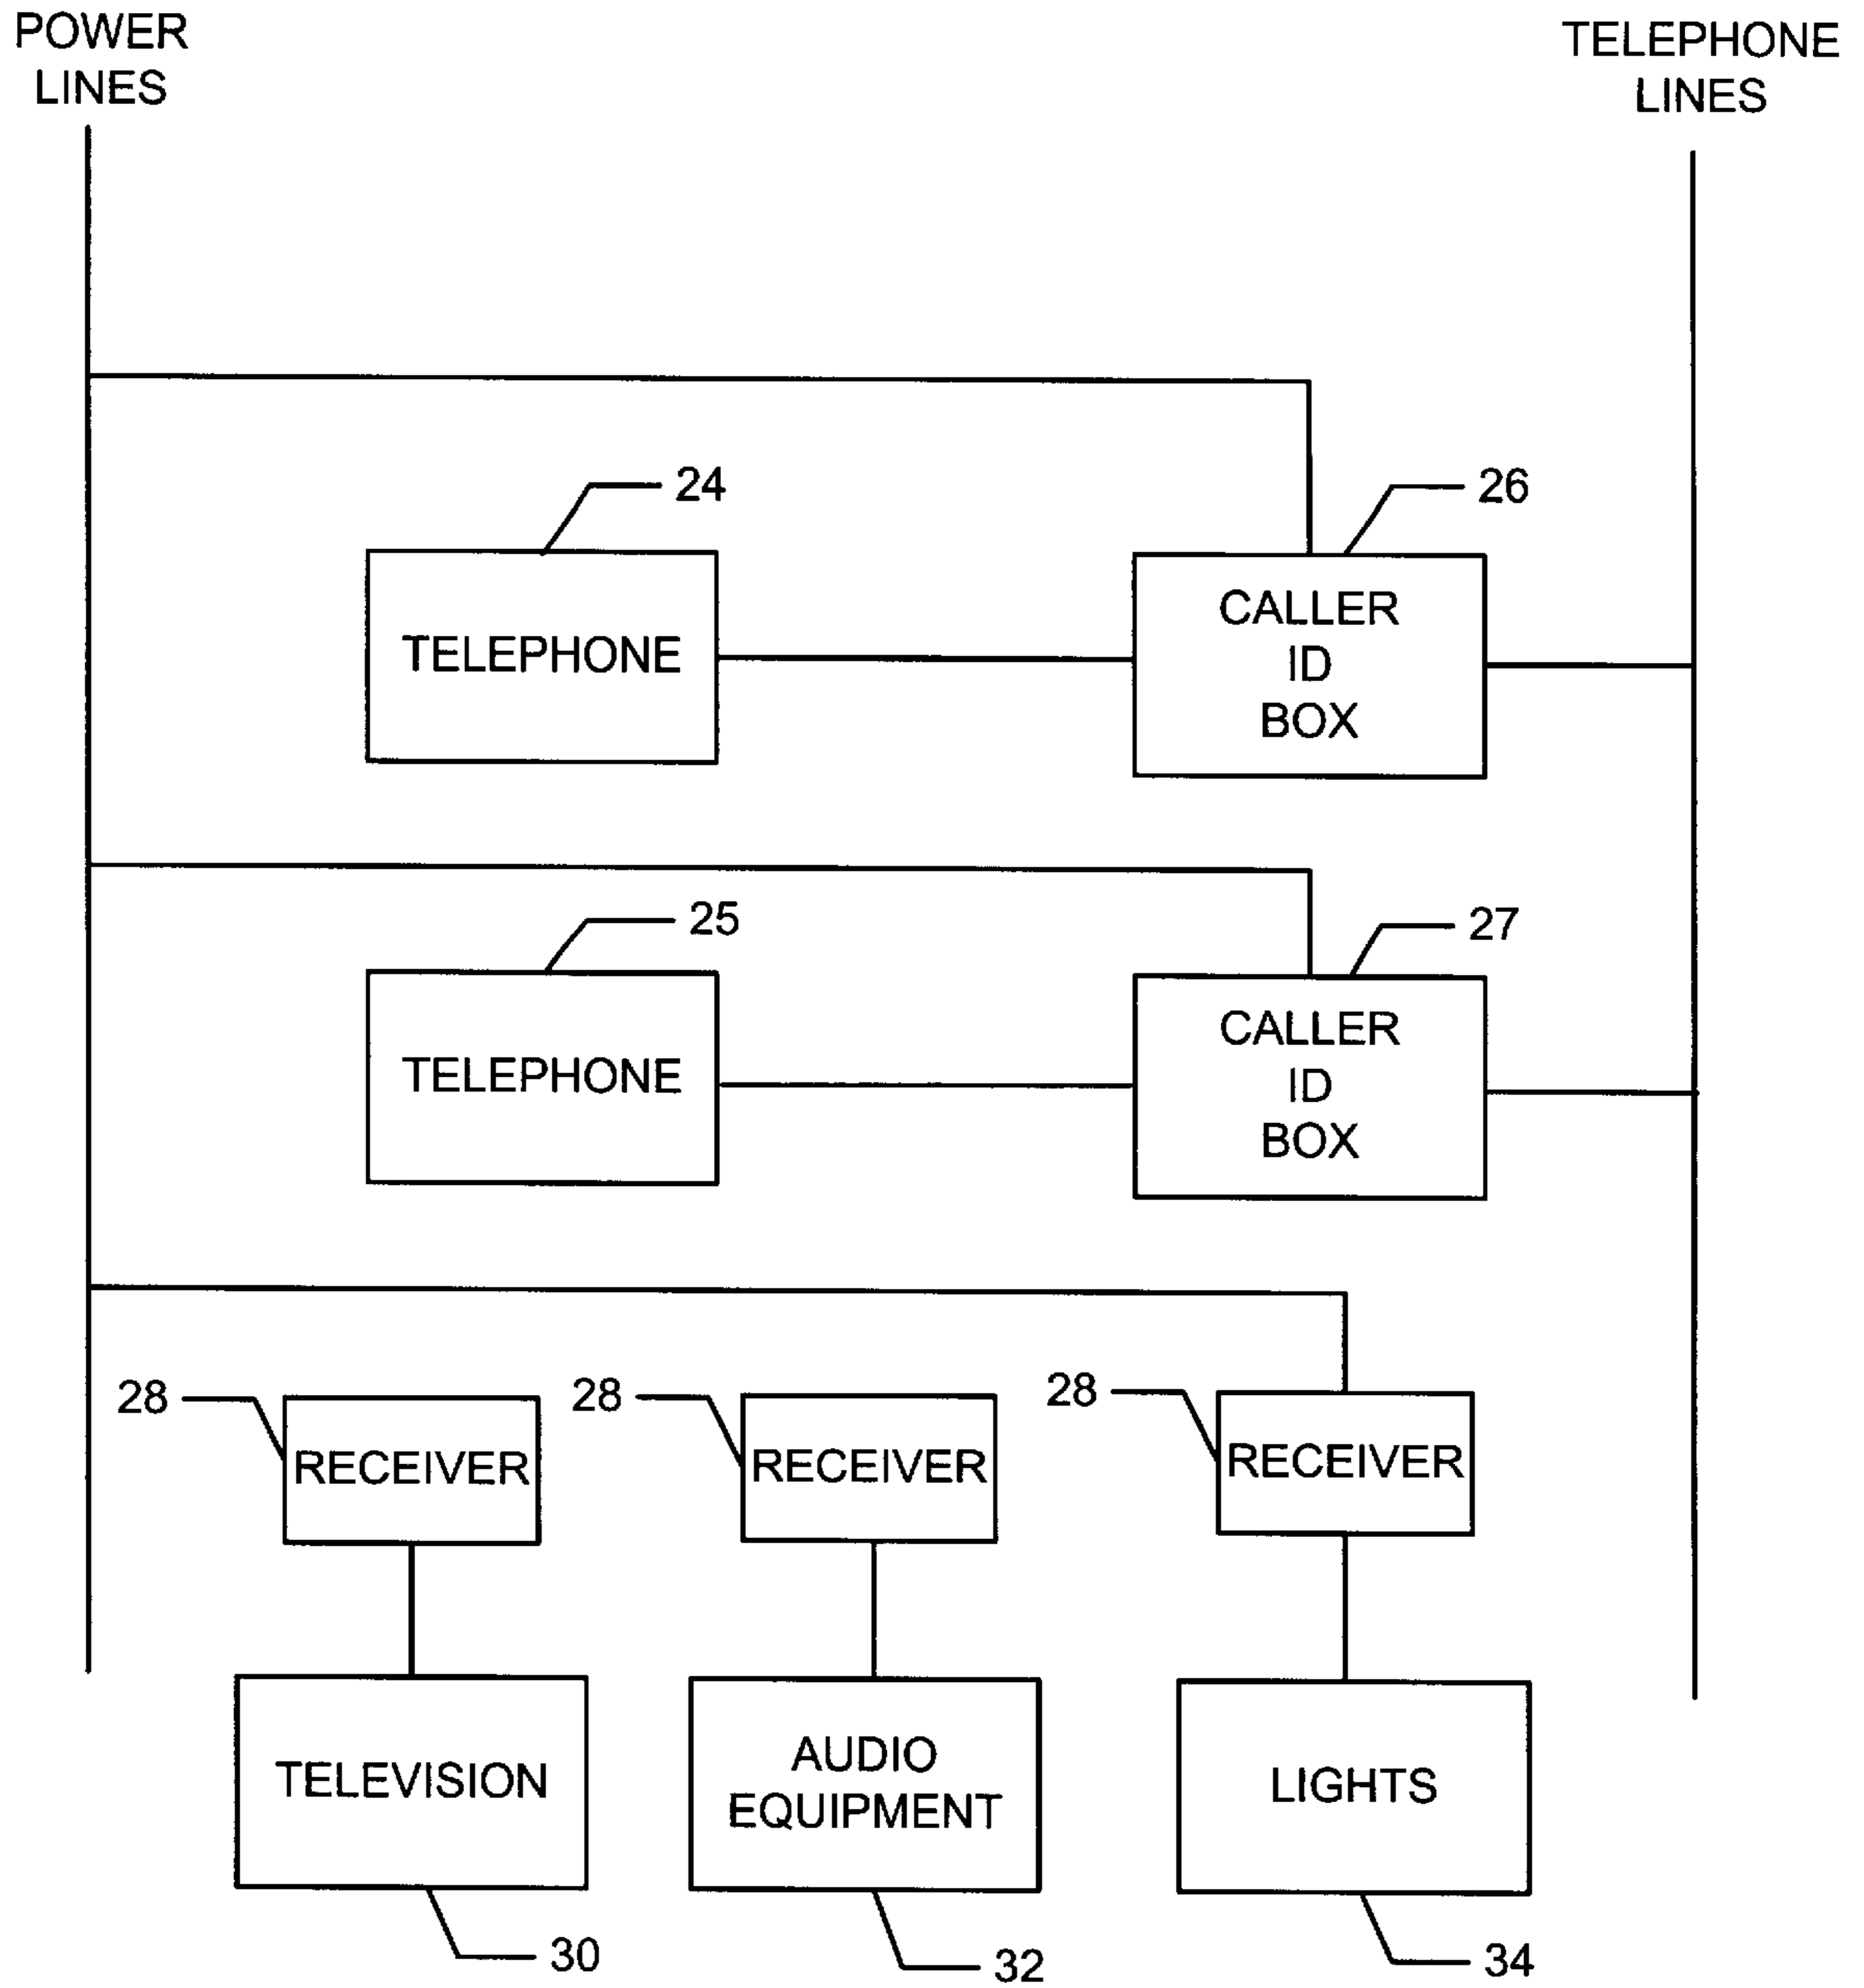 POWER
LINES
TELEPHONE
LINES
24
26
TELEPHONE
CALLER
ID
BOX
25
27
TELEPHONE
CALLER
ID
BOX
28
28
28
RECEIVER
RECEIVER
RECEIVER
TELEVISION
AUDIO
EQUIPMENT
LIGHTS
30
32
34